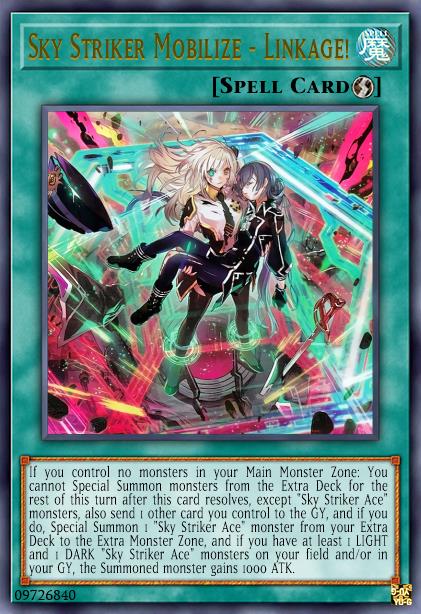 Sky Striker Mobilize - Linkage!
SPELL
魔
[Spell Card]
If you control no monsters in your Main Monster Zone: You
cannot Special Summon monsters from the Extra Deck for the
rest of this turn after this card resolves, except "Sky Striker Ace"
monsters, also send 1 other card you control to the GY, and if you
do, Special Summon 1 "Sky Striker Ace" monster from your Extra
Deck to the Extra Monster Zone, and if you have at least 1 LIGHT
and 1 DARK "Sky Striker Ace" monsters on your field and/or in
your GY, the Summoned monster gains 1000 ATK.
09726840